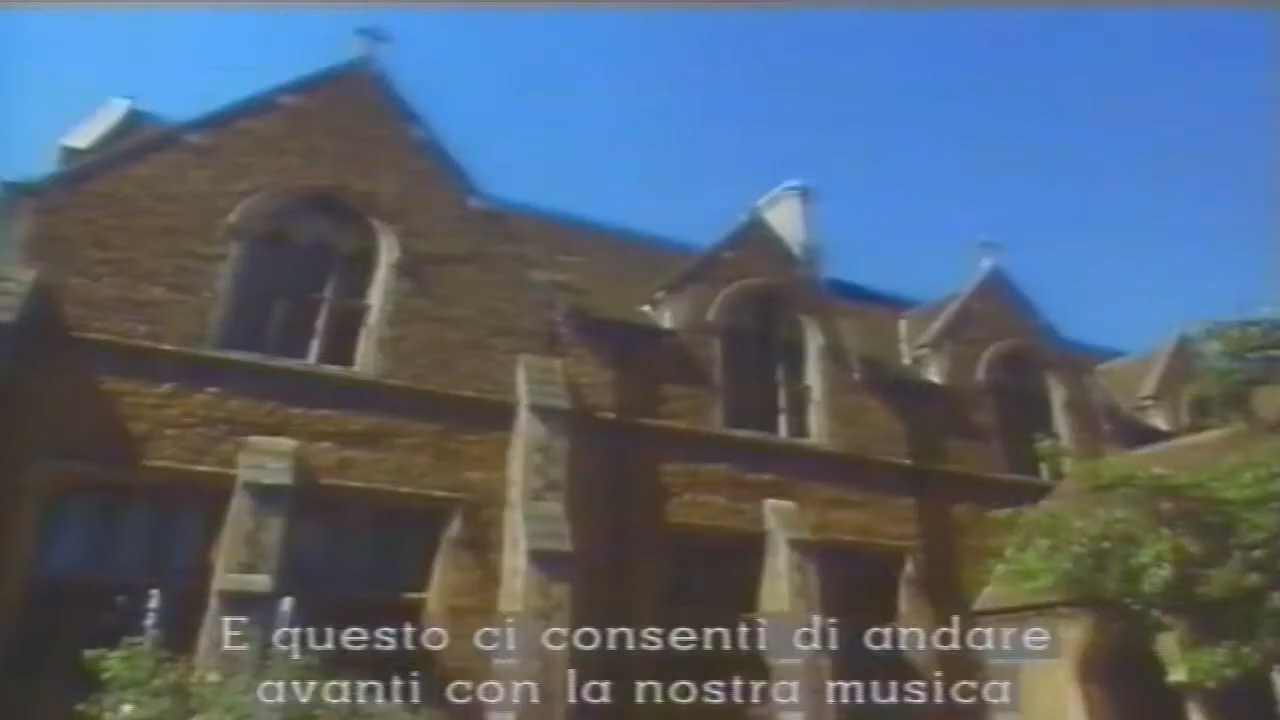 E questo ci consentì di andare
avanti con la nostra musica